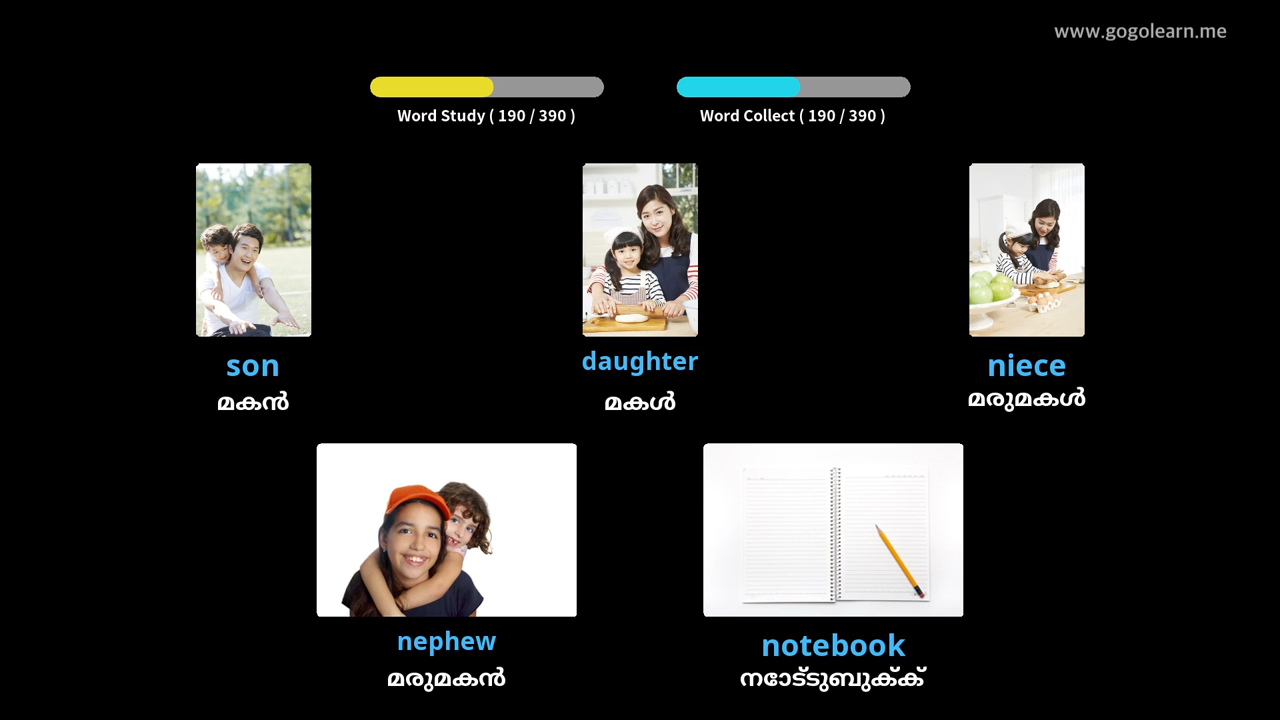 www.gogolearn.me
Word Study ( 190 / 390 )
Word Collect ( 190 / 390 )
son
മകൻ
daughter
മകൾ
niece
മരുമകൾ
nephew
മരുമകൻ
notebook
നോട്ടുബുക്ക്